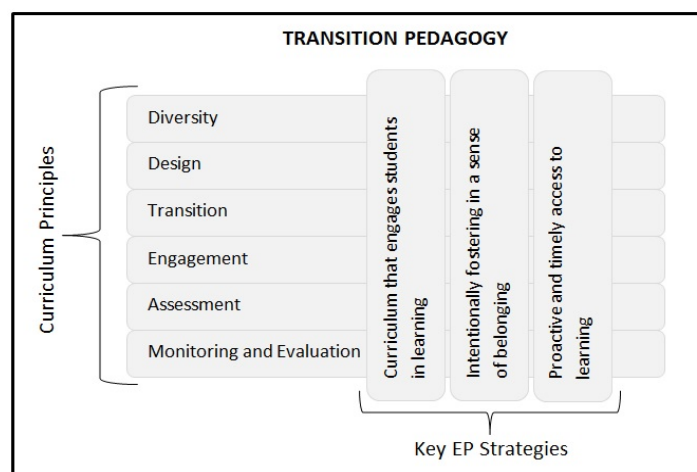 TRANSITION PEDAGOGY
Curriculum Principles
Diversity
Design
Transition
Engagement
Assessment
Monitoring and Evaluation
Curriculum that engages students
in learning
Intentionally fostering in a sense
of belonging
Proactive and timely access to
learning
Key EP Strategies